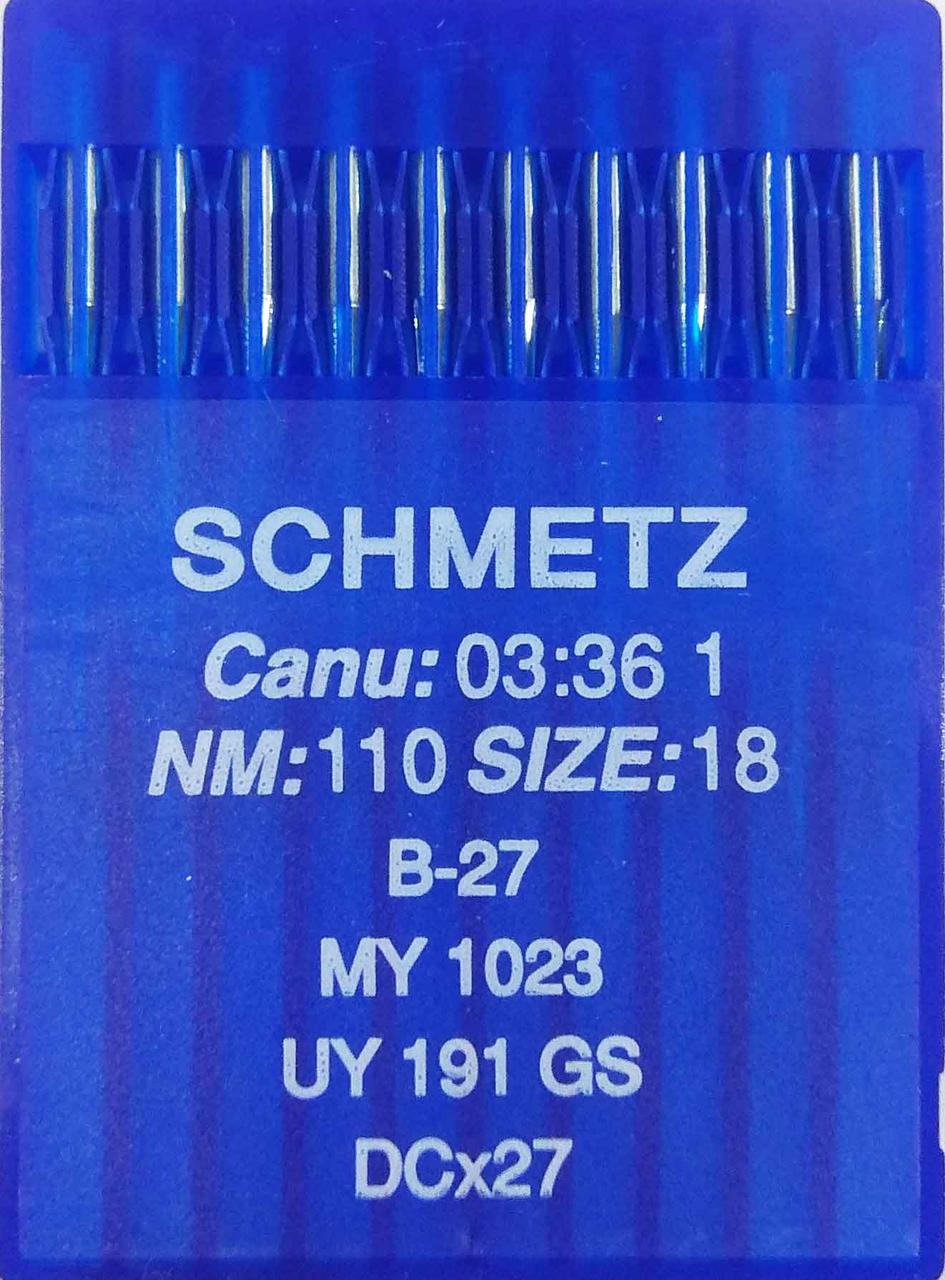 SCHMETZ
Canu: 03:36 1
NM:110 SIZE:18
B-27
MY 1023
UY 191 GS
DCx27